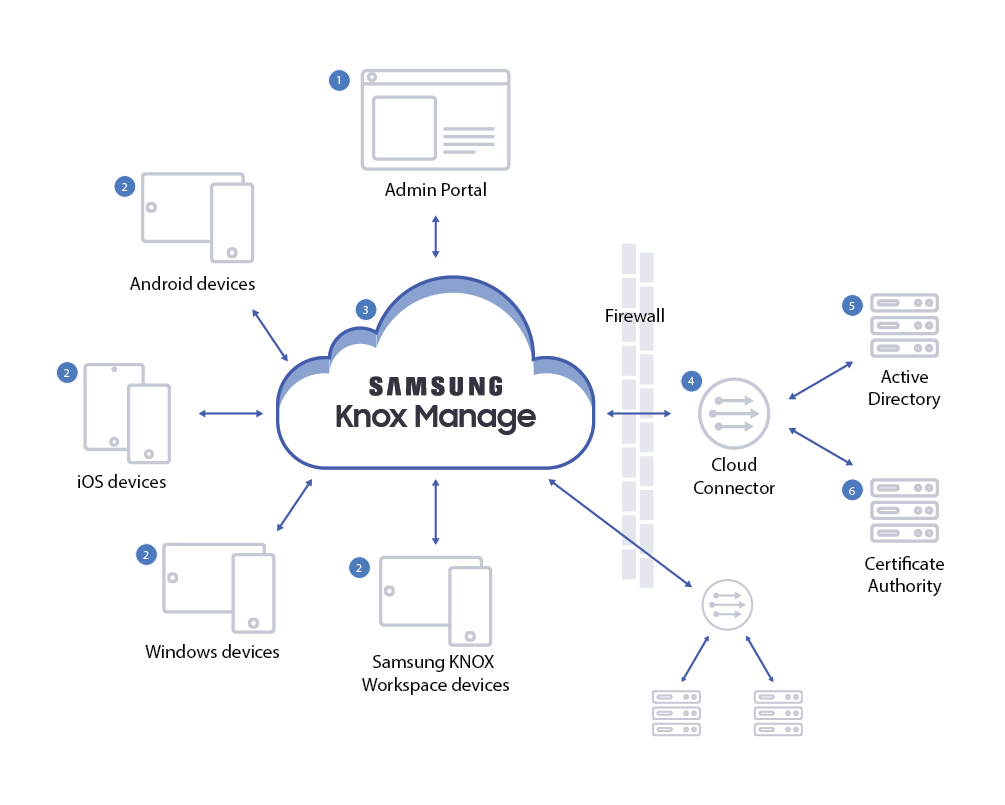 1
Admin Portal
2
Android devices
3
SAMSUNG
Knox Manage
Firewall
2
iOS devices
4
Cloud
Connector
5
Active
Directory
6
Certificate
Authority
2
Windows devices
2
Samsung KNOX
Workspace devices